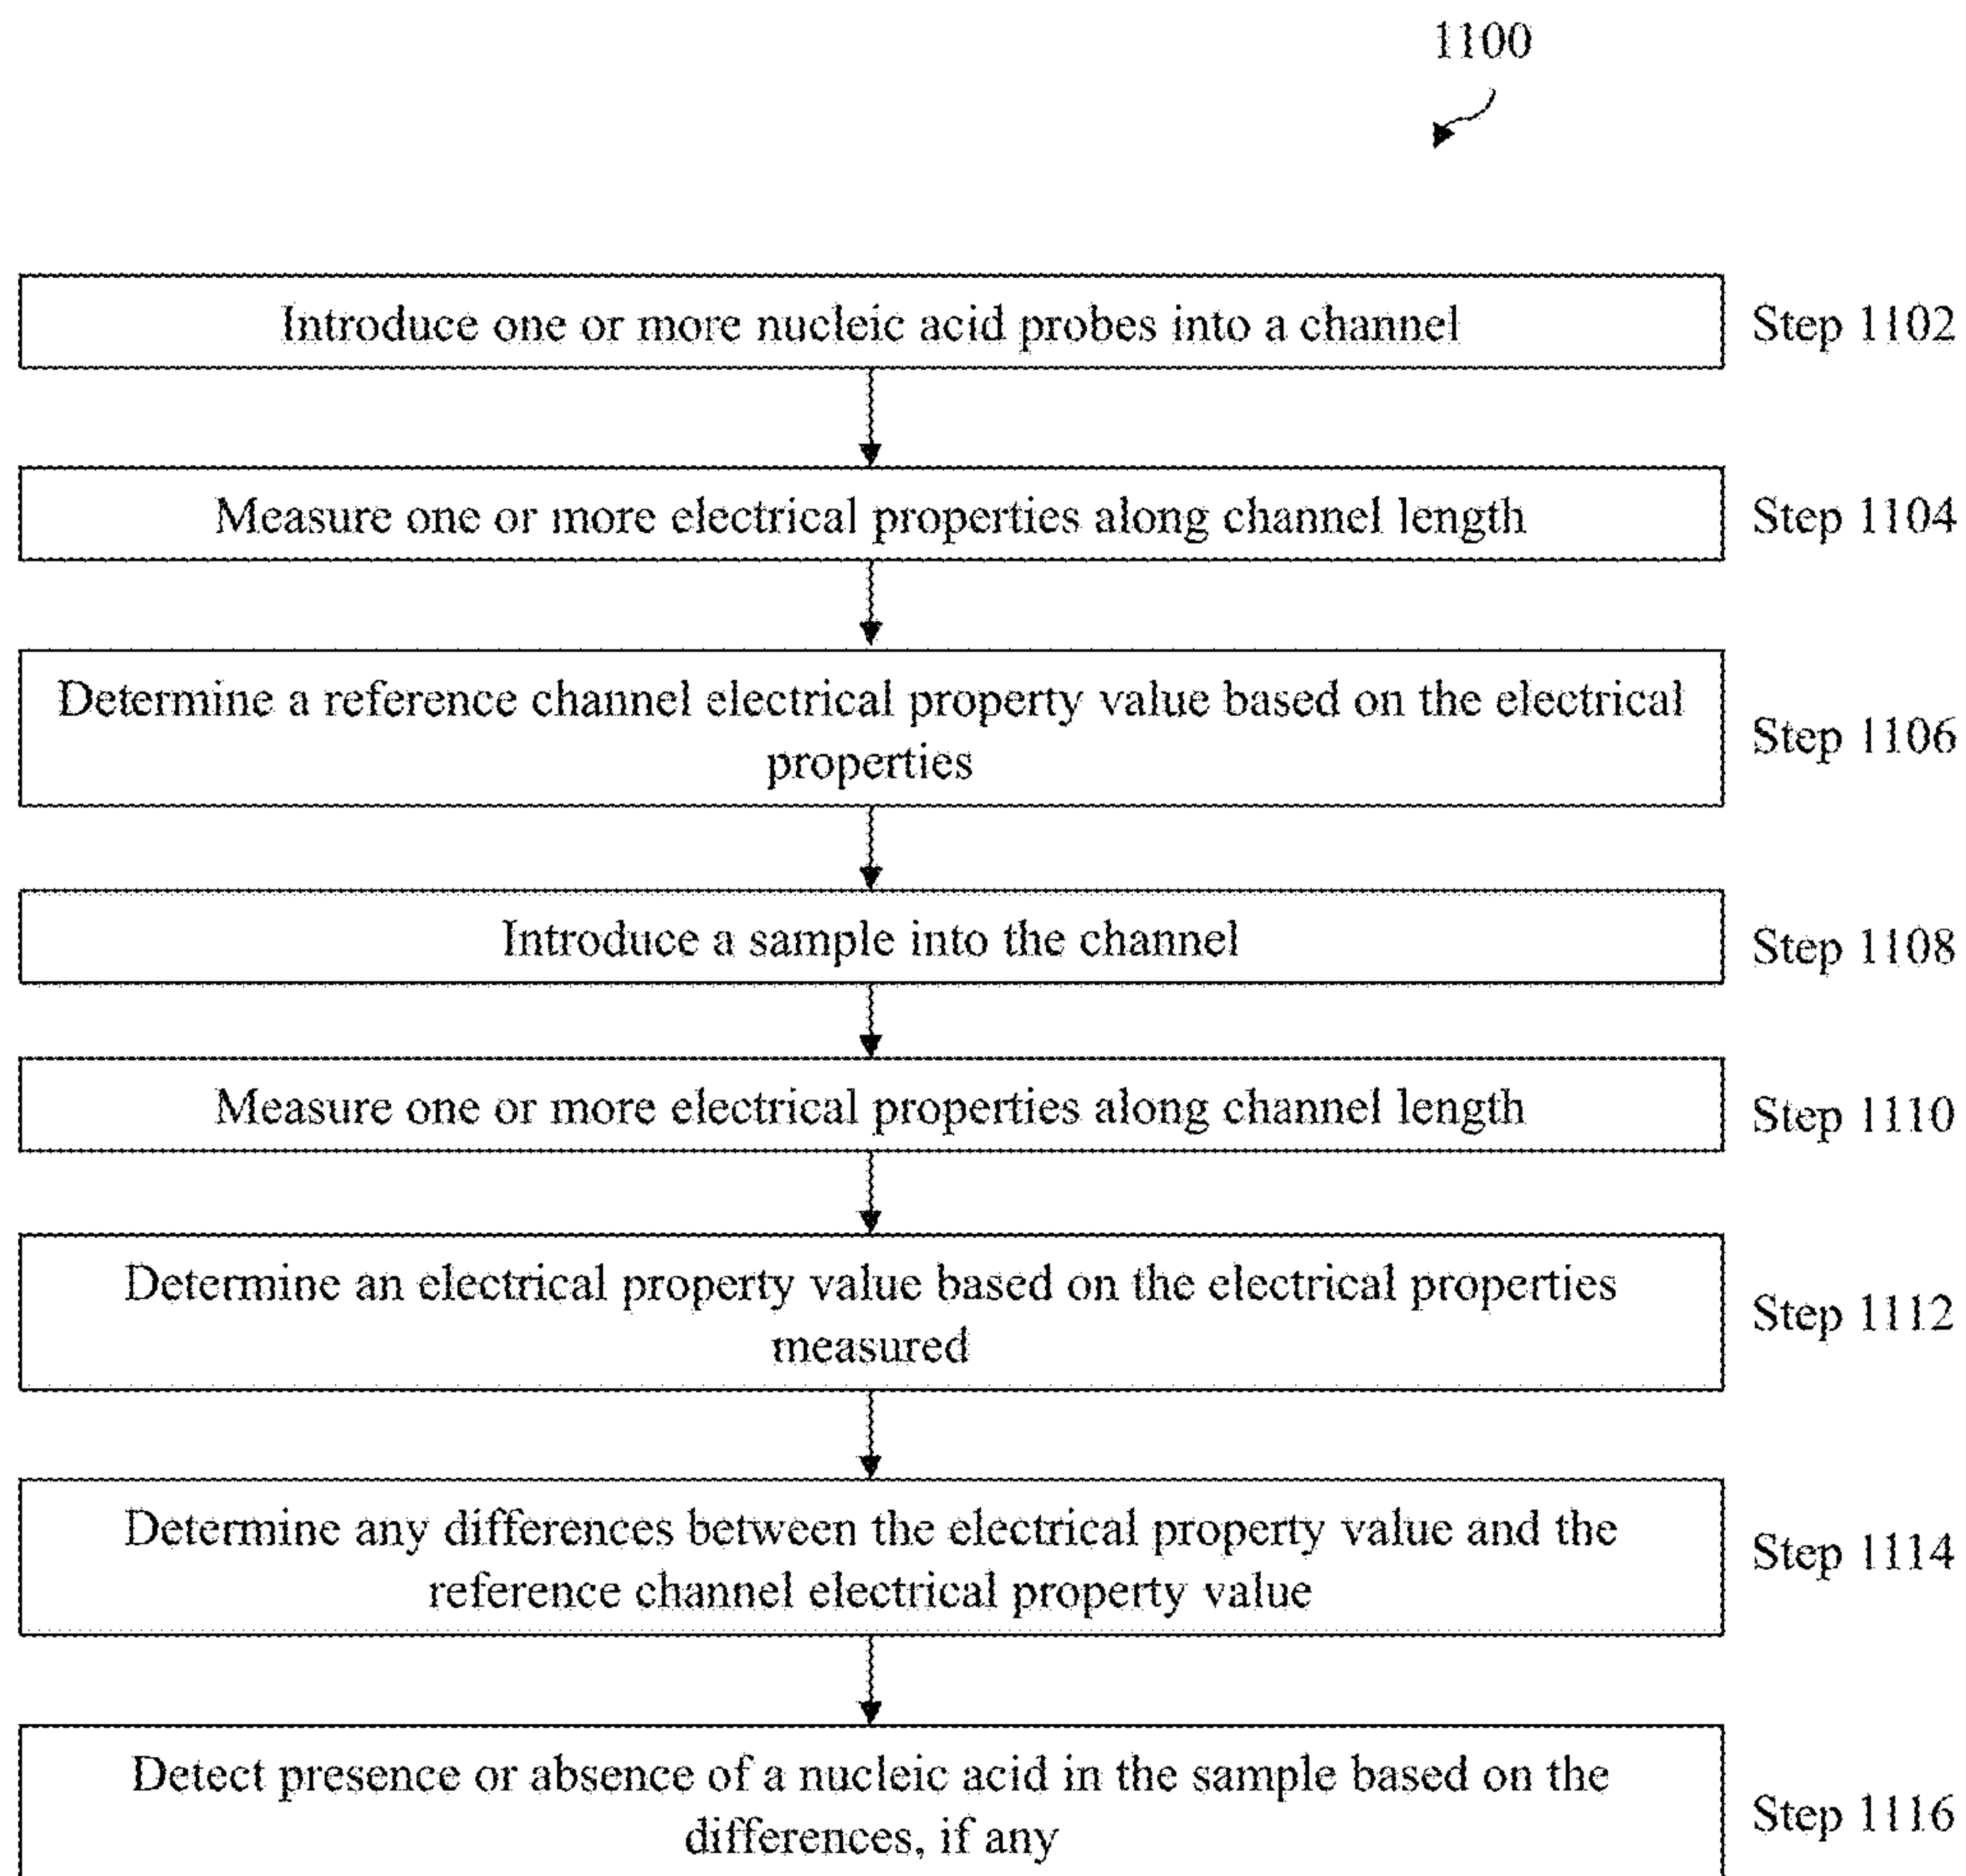 1100
Introduce one or more nucleic acid probes into a channel
Step 1102
Measure one or more electrical properties along channel length
Step 1104
Determine a reference channel electrical property value based on the electrical
properties
Step 1106
Introduce a sample into the channel
Step 1108
Measure one or more electrical properties along channel length
Step 1110
Determine an electrical property value based on the electrical properties
measured
Step 1112
Determine any differences between the electrical property value and the
reference channel electrical property value
Step 1114
Detect presence or absence of a nucleic acid in the sample based on the
differences, if any
Step 1116